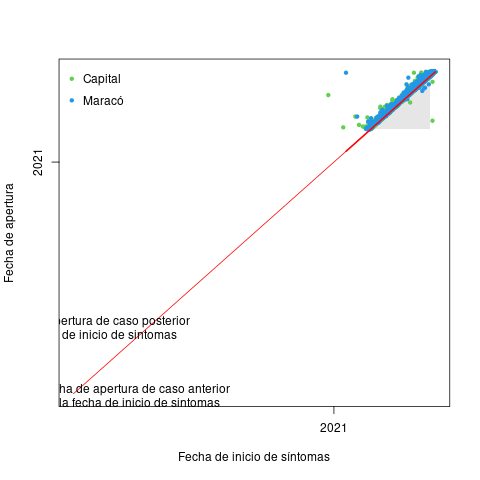 Capital
Maracó
2021
Fecha de apertura
pertura de caso posterior
de inicio de sintomas
ha de apertura de caso anterior
la fecha de inicio de sintomas
2021
Fecha de inicio de síntomas